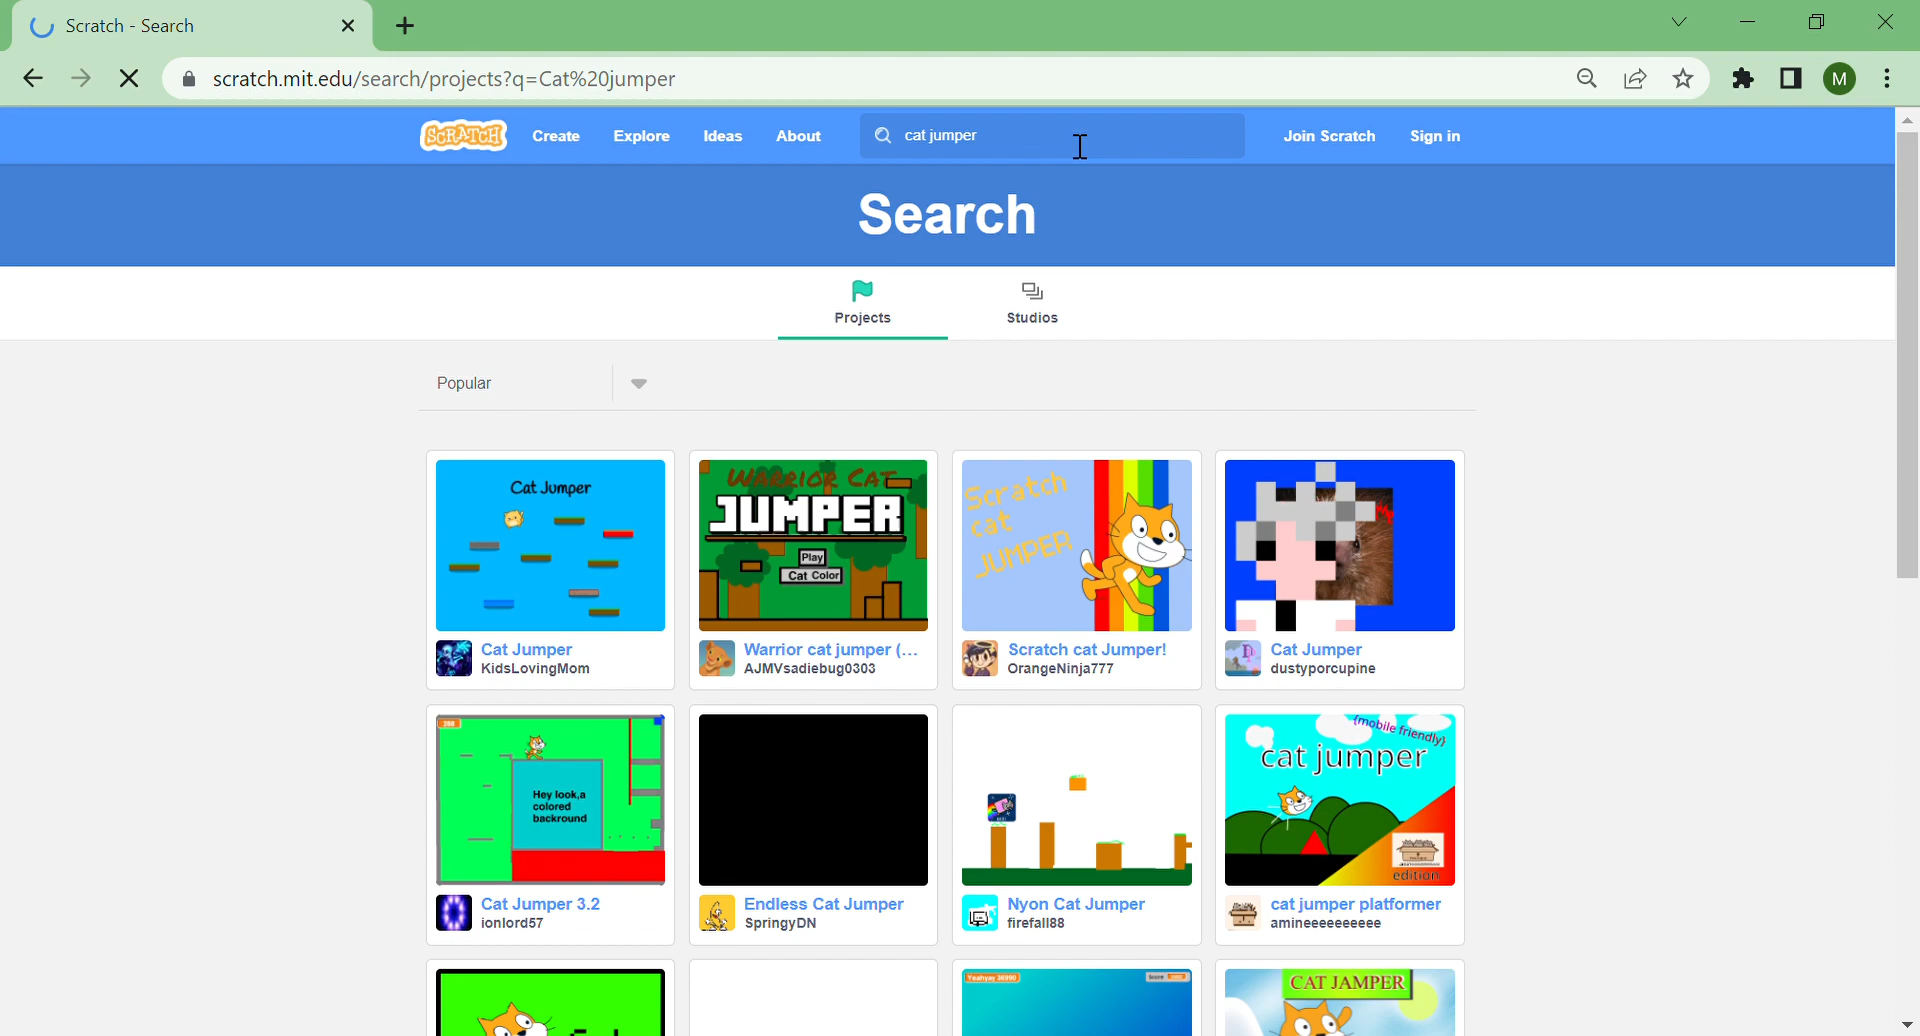 Scratch - Search
scratch.mit.edu/search/projects?q=Cat%20jumper
M
SCRATCH
Create
Explore
Ideas
About
cat jumper
Join Scratch
Sign in
Search
Projects
Studios
Popular
Cat Jumper
Cat Jumper
KidsLovingMom
WARRIOR CAT
JUMPER
Play
Cat Color
Warrior cat jumper (...
AJMVsadiebug0303
Scratch
cat
JUMPER
Scratch cat Jumper!
OrangeNinja777
Cat Jumper
dustyporcupine
Hey look,a
colored
backround
Cat Jumper 3.2
ionlord57
Endless Cat Jumper
SpringyDN
Nyon Cat Jumper
firefall88
{mobile friendly}
cat jumper
edition
cat jumper platformer
amineeeeeeeeee
Score
CAT JAMPER